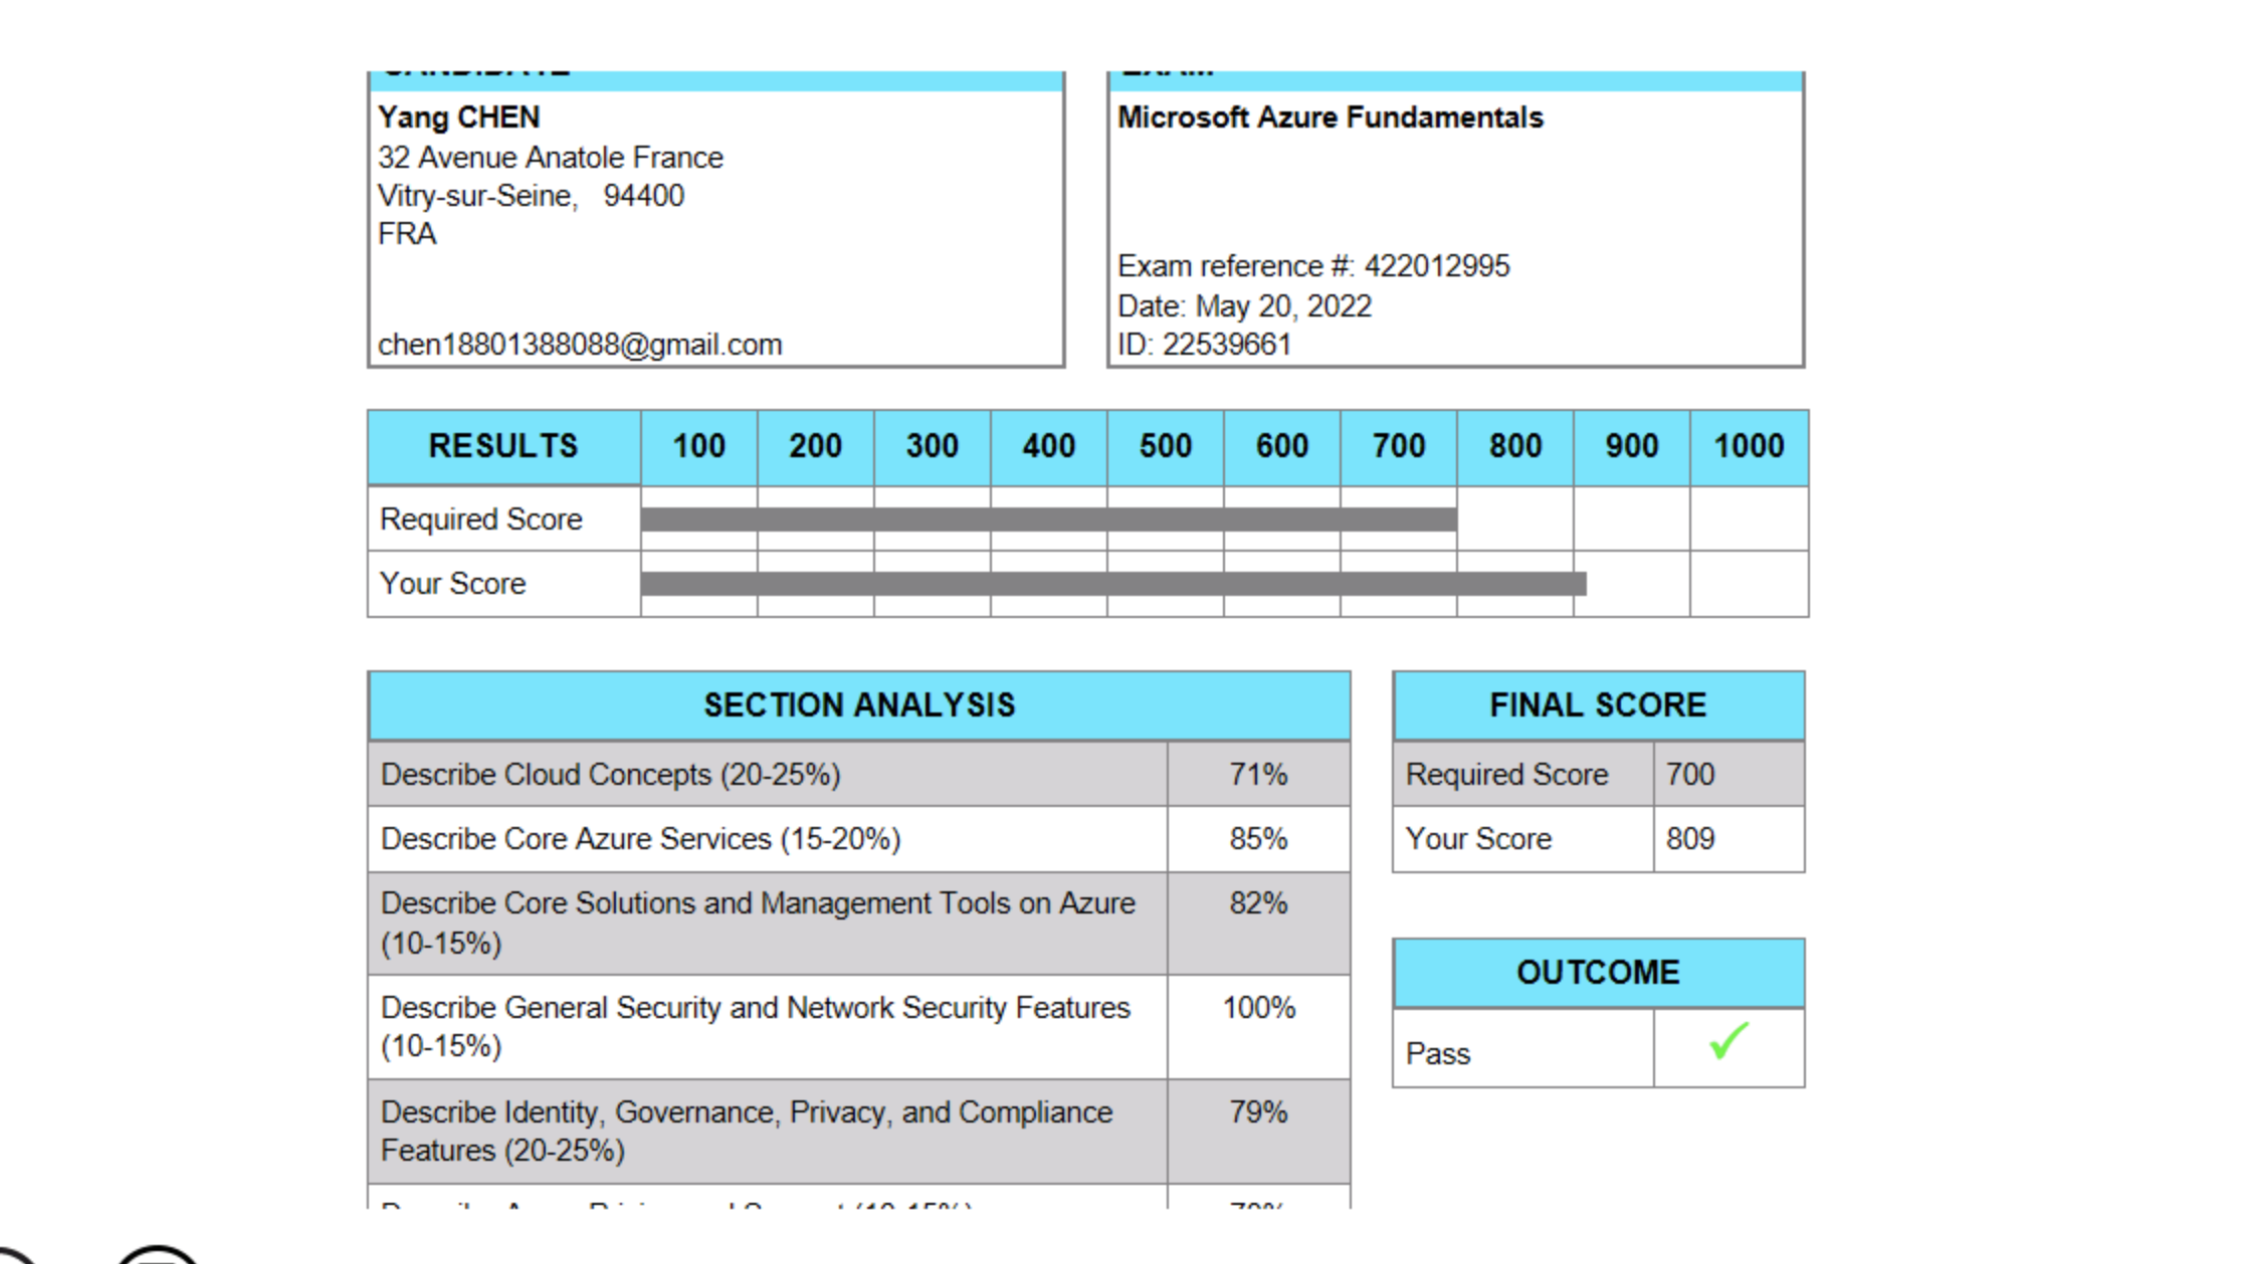 Yang CHEN
32 Avenue Anatole France
Vitry-sur-Seine, 94400
FRA
chen18801388088@gmail.com
Microsoft Azure Fundamentals
Exam reference #: 422012995
Date: May 20, 2022
ID: 22539661
RESULTS 100 200 300 400 500 600 700 800 900 1000
Required Score
Your Score
SECTION ANALYSIS
Describe Cloud Concepts (20-25%) 71%
Describe Core Azure Services (15-20%) 85%
Describe Core Solutions and Management Tools on Azure 82%
(10-15%)
Describe General Security and Network Security Features 100%
(10-15%)
Describe Identity, Governance, Privacy, and Compliance 79%
Features (20-25%)
FINAL SCORE
Required Score 700
Your Score 809
OUTCOME
Pass